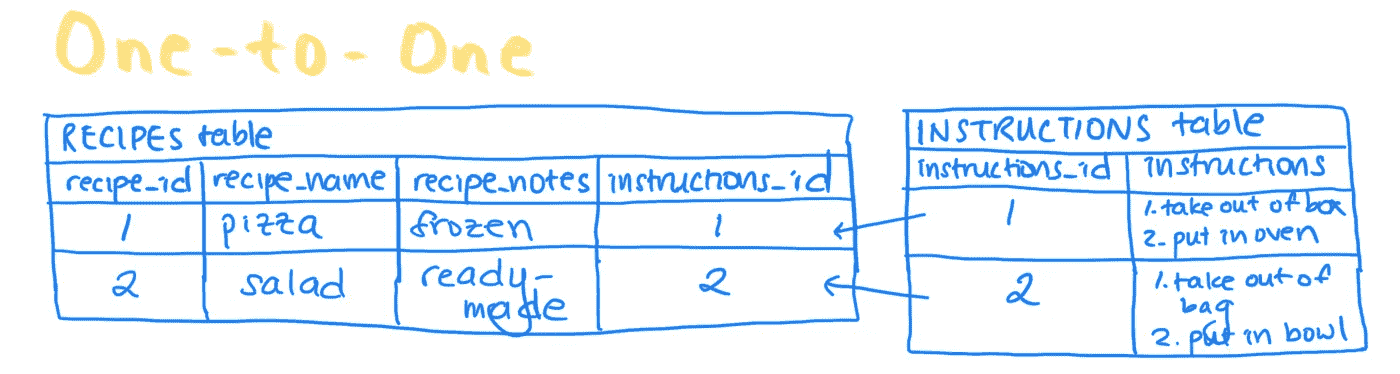 One-to-One
RECIPES table
recipe_id recipe_name recipe_notes instructions_id
1 pizza frozen 1
2 salad ready-
made 2
INSTRUCTIONS table
instructions_id instructions
1 1. take out of box
2. put in oven
2 1. take out of
bag
2. put in bowl